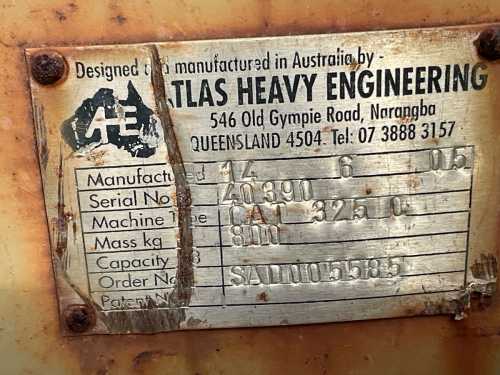 Designed and manufactured in Australia by -
AE ATLAS HEAVY ENGINEERING
546 Old Gympie Road, Narangba
QUEENSLAND 4504. Tel: 07 3888 3157
Manufactured 14 6 05
Serial No 40390
Machine Type CAT 325
Mass kg 800
Capacity
Order No
Patent No